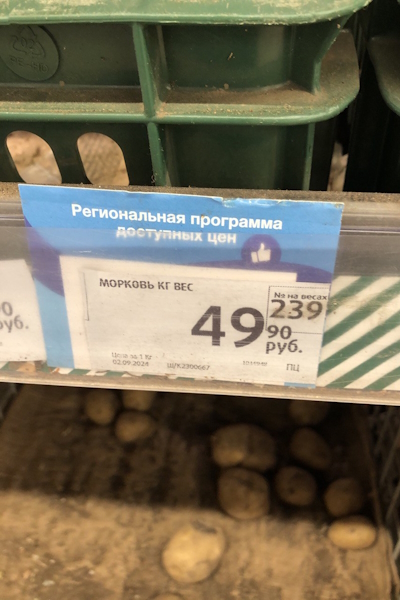 Региональная программа
доступных цен
МОРКОВЬ КГ ВЕС
№ на весах
239
49 90
руб.
Цена за 1 Кг
02.09.2024
ПЦ
0
руб.